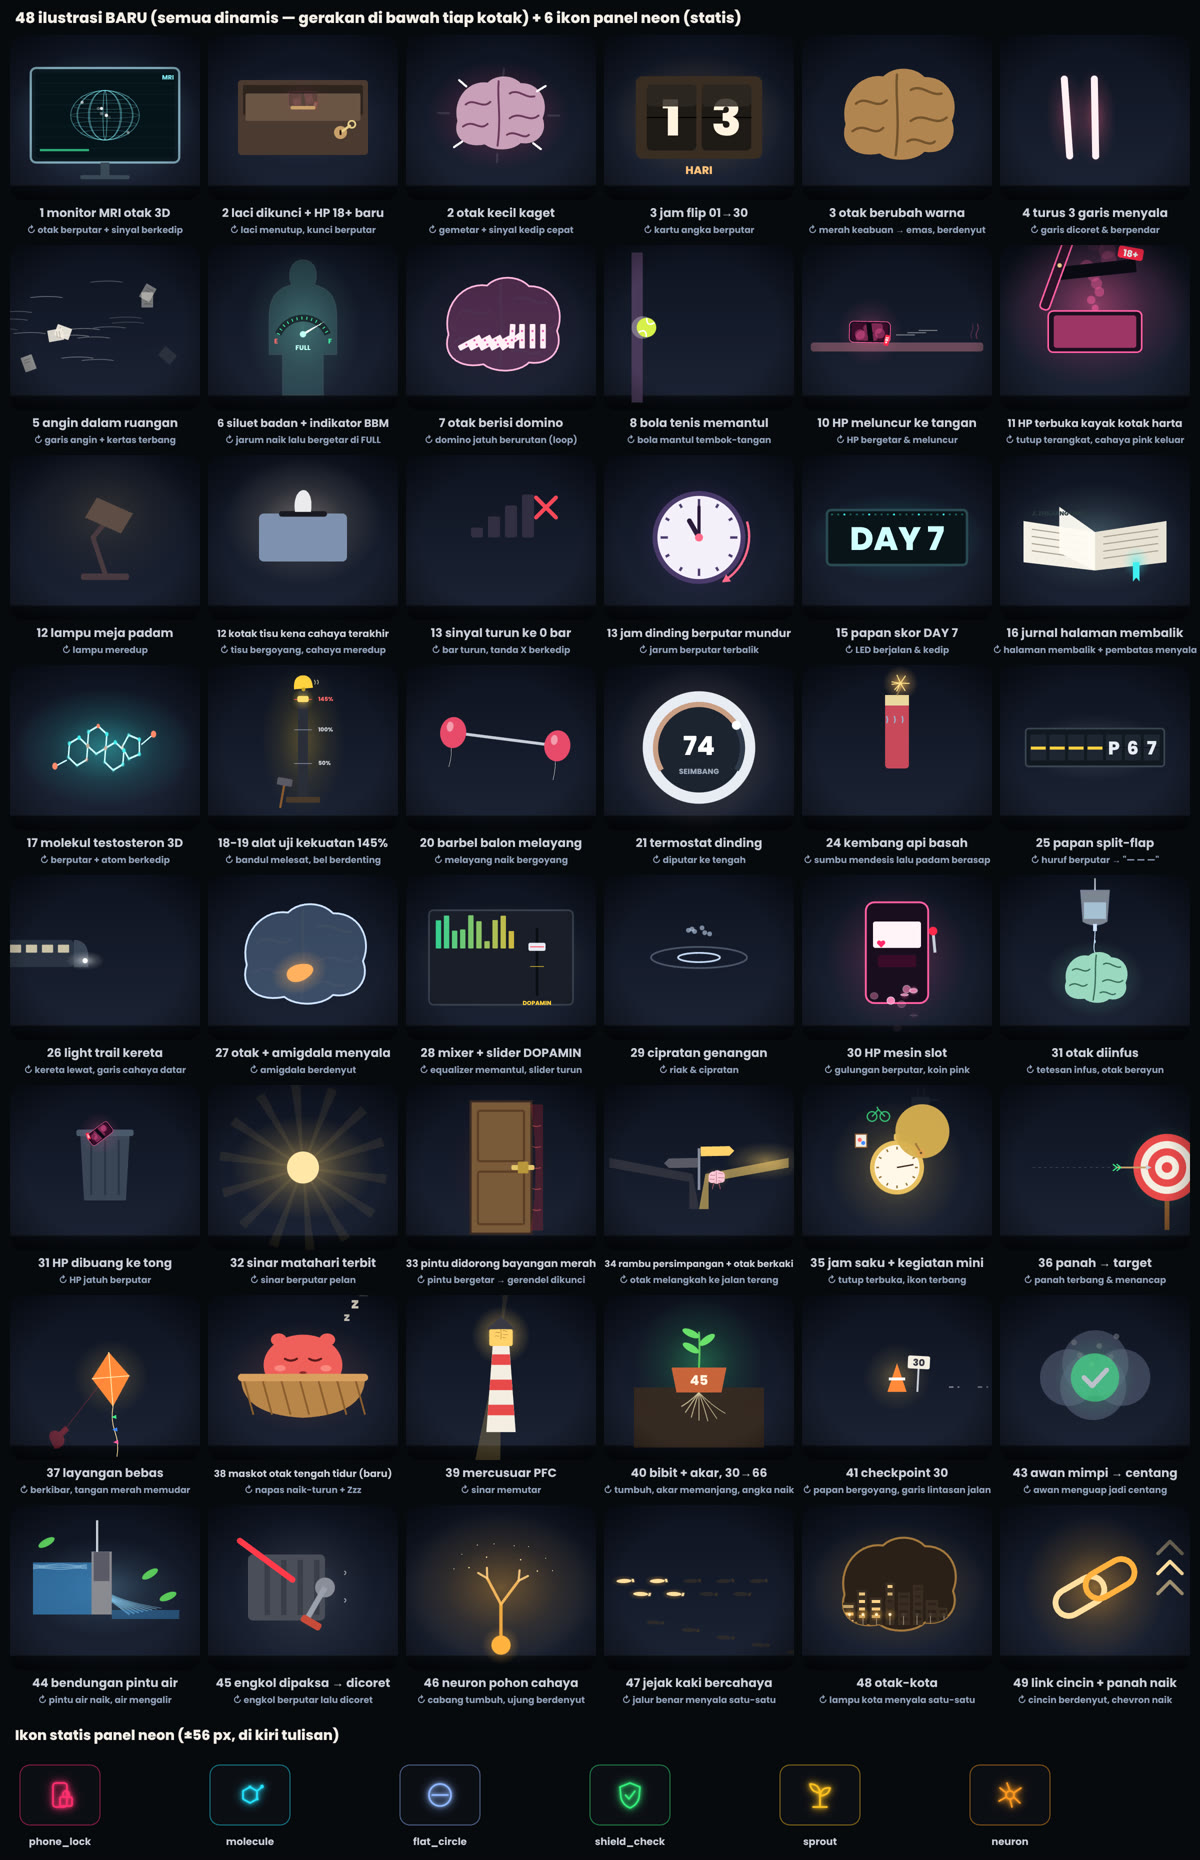 48 ilustrasi BARU (semua dinamis — gerakan di bawah tiap kotak) + 6 ikon panel neon (statis)
MRI
1 3
HARI
1 monitor MRI otak 3D
↻ otak berputar + sinyal berkedip
2 laci dikunci + HP 18+ baru
↻ laci menutup, kunci berputar
2 otak kecil kaget
↻ gemetar + sinyal kedip cepat
3 jam flip 01→30
↻ kartu angka berputar
3 otak berubah warna
↻ merah keabuan → emas, berdenyut
4 turus 3 garis menyala
↻ garis dicoret & berpendar
E F
FULL
18+
5 angin dalam ruangan
↻ garis angin + kertas terbang
6 siluet badan + indikator BBM
↻ jarum naik lalu bergetar di FULL
7 otak berisi domino
↻ domino jatuh berurutan (loop)
8 bola tenis memantul
↻ bola mantul tembok-tangan
10 HP meluncur ke tangan
↻ HP bergetar & meluncur
11 HP terbuka kayak kotak harta
↻ tutup terangkat, cahaya pink keluar
DAY 7
12 lampu meja padam
↻ lampu meredup
12 kotak tisu kena cahaya terakhir
↻ tisu bergoyang, cahaya meredup
13 sinyal turun ke 0 bar
↻ bar turun, tanda X berkedip
13 jam dinding berputar mundur
↻ jarum berputar terbalik
15 papan skor DAY 7
↻ LED berjalan & kedip
16 jurnal halaman membalik
↻ halaman membalik + pembatas menyala
145%
100%
50%
74
SEIMBANG
P 6 7
17 molekul testosteron 3D
↻ berputar + atom berkedip
18-19 alat uji kekuatan 145%
↻ bandul melesat, bel berdenting
20 barbel balon melayang
↻ melayang naik bergoyang
21 termostat dinding
↻ diputar ke tengah
24 kembang api basah
↻ sumbu mendesis lalu padam berasap
25 papan split-flap
↻ huruf berputar → "— — —"
DOPAMIN
26 light trail kereta
↻ kereta lewat, garis cahaya datar
27 otak + amigdala menyala
↻ amigdala berdenyut
28 mixer + slider DOPAMIN
↻ equalizer memantul, slider turun
29 cipratan genangan
↻ riak & cipratan
30 HP mesin slot
↻ gulungan berputar, koin pink
31 otak diinfus
↻ tetesan infus, otak berayun
31 HP dibuang ke tong
↻ HP jatuh berputar
32 sinar matahari terbit
↻ sinar berputar pelan
33 pintu didorong bayangan merah
↻ pintu bergetar → gerendel dikunci
34 rambu persimpangan + otak berkaki
↻ otak melangkah ke jalan terang
35 jam saku + kegiatan mini
↻ tutup terbuka, ikon terbang
36 panah → target
↻ panah terbang & menancap
z
z
45
30
37 layangan bebas
↻ berkibar, tangan merah memudar
38 maskot otak tengah tidur (baru)
↻ napas naik-turun + Zzz
39 mercusuar PFC
↻ sinar memutar
40 bibit + akar, 30→66
↻ tumbuh, akar memanjang, angka naik
41 checkpoint 30
↻ papan bergoyang, garis lintasan jalan
43 awan mimpi → centang
↻ awan menguap jadi centang
44 bendungan pintu air
↻ pintu air naik, air mengalir
45 engkol dipaksa → dicoret
↻ engkol berputar lalu dicoret
46 neuron pohon cahaya
↻ cabang tumbuh, ujung berdenyut
47 jejak kaki bercahaya
↻ jalur benar menyala satu-satu
48 otak-kota
↻ lampu kota menyala satu-satu
49 link cincin + panah naik
↻ cincin berdenyut, chevron naik
Ikon statis panel neon (±56 px, di kiri tulisan)
phone_lock
molecule
flat_circle
shield_check
sprout
neuron